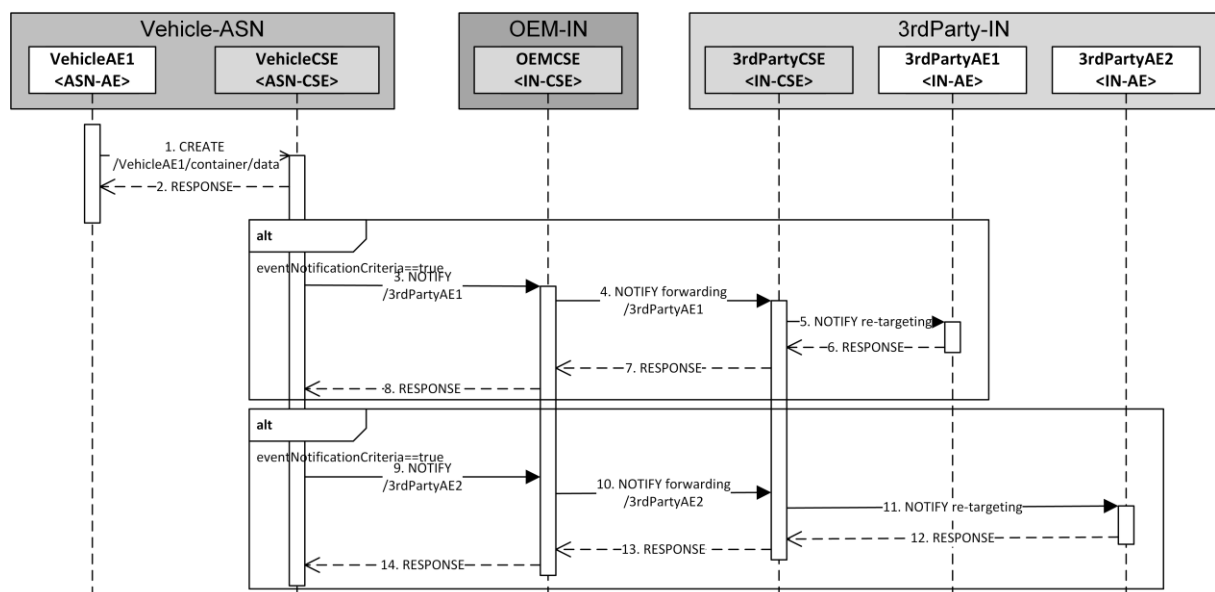 Vehicle-ASN
OEM-IN
3rdParty-IN
VehicleAE1
<ASN-AE>
VehicleCSE
<ASN-CSE>
OEMCSE
<IN-CSE>
3rdPartyCSE
<IN-CSE>
3rdPartyAE1
<IN-AE>
3rdPartyAE2
<IN-AE>
1. CREATE
/VehicleAE1/container/data
2. RESPONSE
alt
eventNotificationCriteria==true
3. NOTIFY
/3rdPartyAE1
4. NOTIFY forwarding
/3rdPartyAE1
5. NOTIFY re-targeting
6. RESPONSE
7. RESPONSE
8. RESPONSE
alt
eventNotificationCriteria==true
9. NOTIFY
/3rdPartyAE2
10. NOTIFY forwarding
/3rdPartyAE2
11. NOTIFY re-targeting
12. RESPONSE
13. RESPONSE
14. RESPONSE